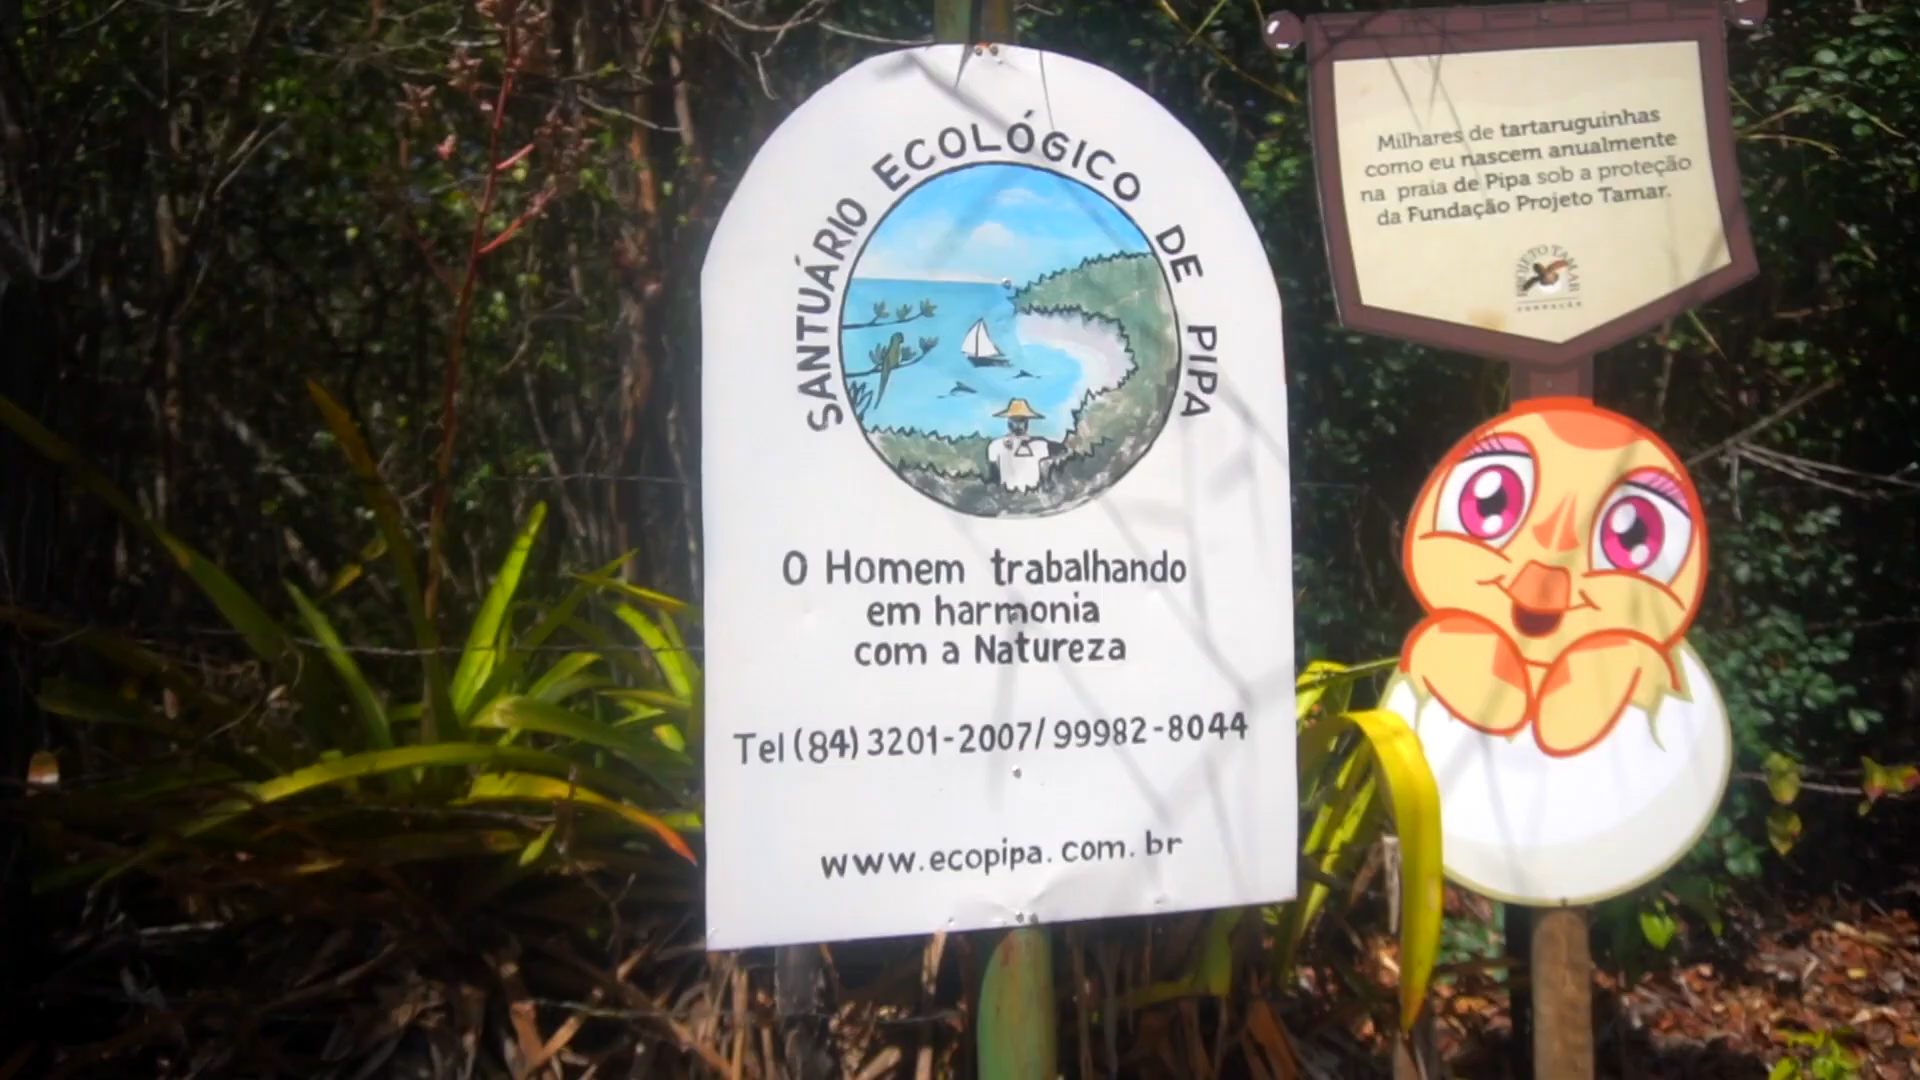 SANTUÁRIO ECOLÓGICO DE PIPA
O Homem trabalhando
em harmonia
com a Natureza
Tel (84) 3201-2007/ 99982-8044
www.ecopipa.com.br
Milhares de tartaruguinhas
como eu nascem anualmente
na praia de Pipa sob a proteção
da Fundação Projeto Tamar.
PROJETO TAMAR
FUNDAÇÃO